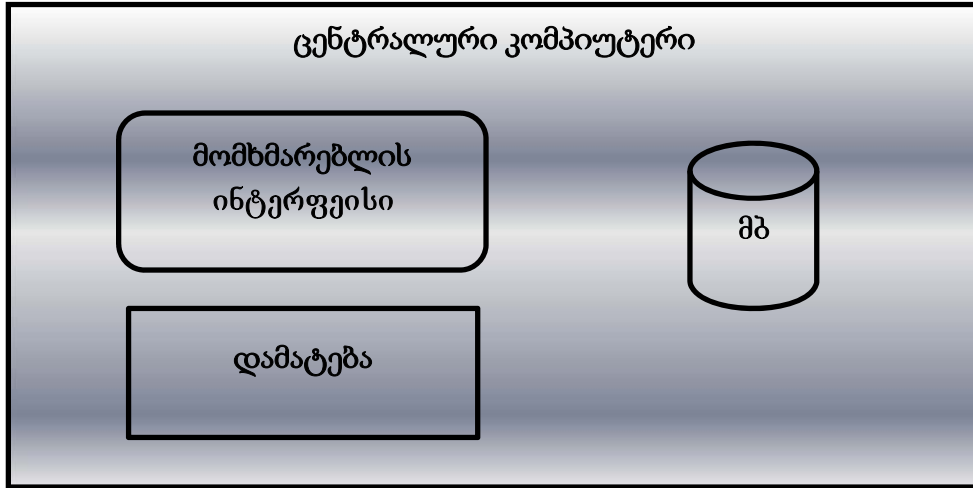 ცენტრალური კომპიუტერი
მომხმარებლის
ინტერფეისი
მბ
დამატება